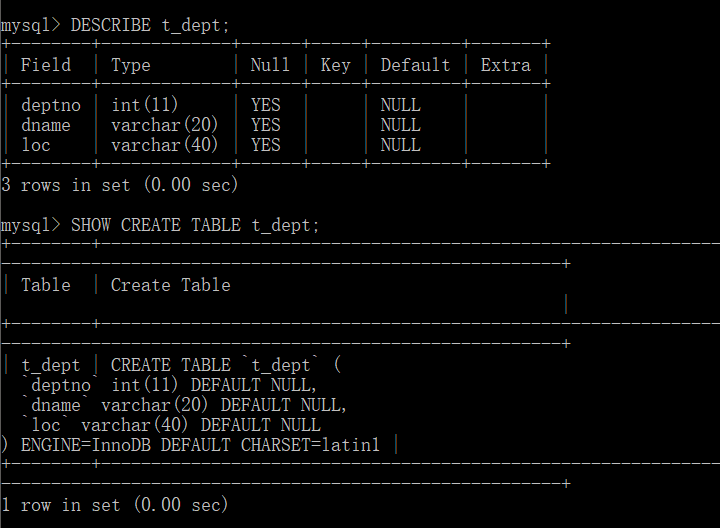 mysql> DESCRIBE t_dept;
+--------+-------------+------+-----+---------+-------+
| Field  | Type        | Null | Key | Default | Extra |
+--------+-------------+------+-----+---------+-------+
| deptno | int(11)     | YES  |     | NULL    |       |
| dname  | varchar(20) | YES  |     | NULL    |       |
| loc    | varchar(40) | YES  |     | NULL    |       |
+--------+-------------+------+-----+---------+-------+
3 rows in set (0.00 sec)
mysql> SHOW CREATE TABLE t_dept;
+--------+---------------------------------------------------------------
--------------------------------------------------------+
| Table  | Create Table
|
+--------+---------------------------------------------------------------
--------------------------------------------------------+
| t_dept | CREATE TABLE `t_dept` (
  `deptno` int(11) DEFAULT NULL,
  `dname` varchar(20) DEFAULT NULL,
  `loc` varchar(40) DEFAULT NULL
) ENGINE=InnoDB DEFAULT CHARSET=latin1 |
+--------+---------------------------------------------------------------
--------------------------------------------------------+
1 row in set (0.00 sec)